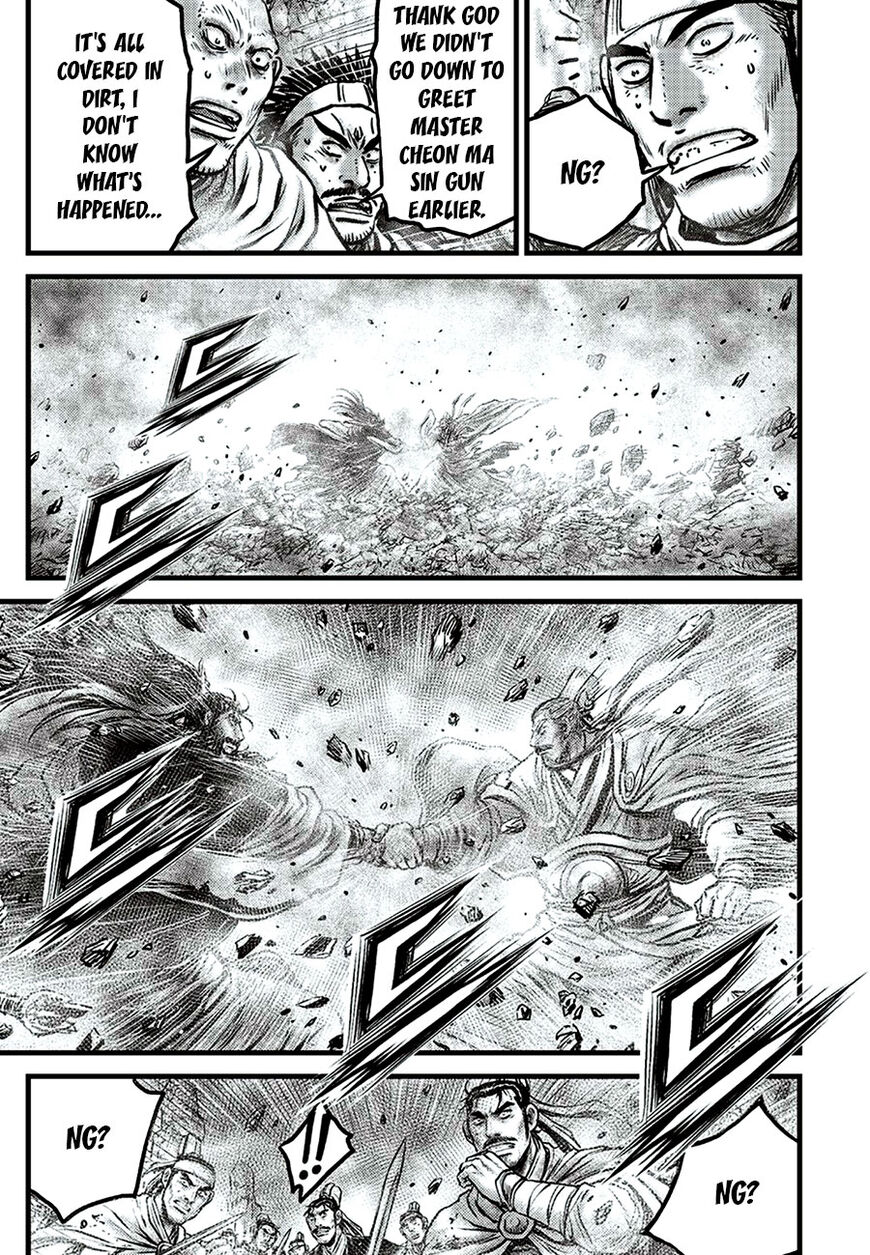 NG?
THANK GOD
WE DIDN'T
GO DOWN TO
GREET
MASTER
CHEON MA
SIN GUN
EARLIER.
IT'S ALL
COVERED IN
DIRT, I
DON'T
KNOW
WHAT'S
HAPPENED...
NG?
!!
NG?